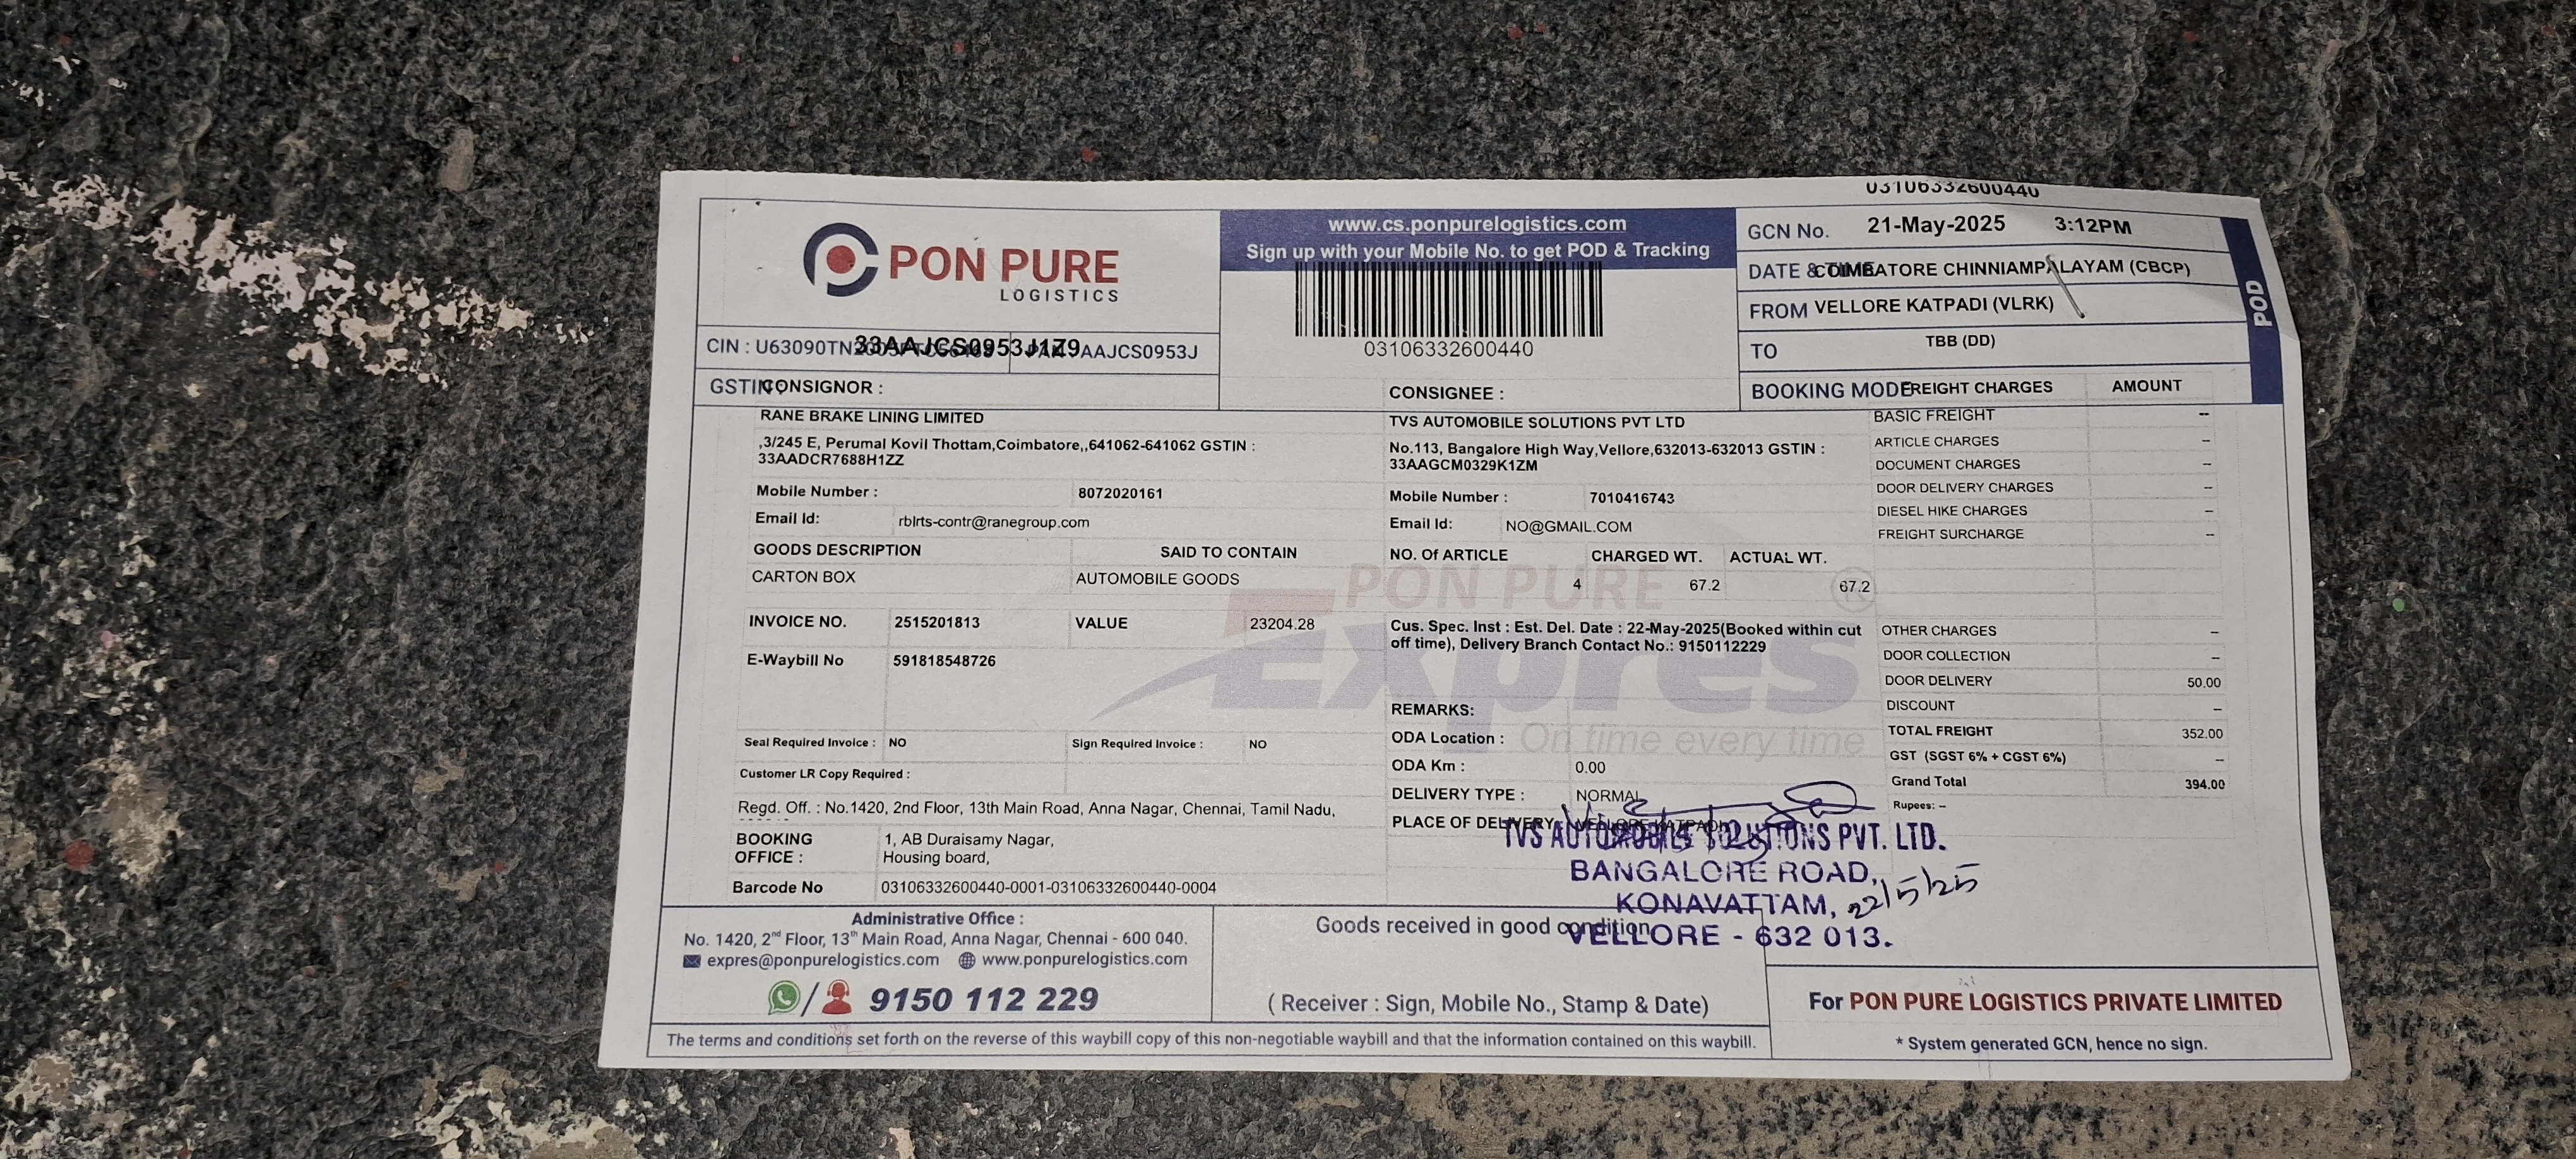 03106332600440
PON PURE
LOGISTICS
www.cs.ponpurelogistics.com
Sign up with your Mobile No. to get POD & Tracking
03106332600440
GCN No. 21-May-2025 3:12PM
DATE & TIME COIMBATORE CHINNIAMPALAYAM (CBCP)
FROM VELLORE KATPADI (VLRK)
TO TBB (DD)
BOOKING MODE
POD
CIN : 33AAJCS0953J1Z9 AAJCS0953J
GSTIN :
CONSIGNOR :
RANE BRAKE LINING LIMITED
,3/245 E, Perumal Kovil Thottam,Coimbatore,,641062-641062 GSTIN :
33AADCR7688H1ZZ
Mobile Number : 8072020161
Email Id: rblrts-contr@ranegroup.com
GOODS DESCRIPTION SAID TO CONTAIN
CARTON BOX AUTOMOBILE GOODS
INVOICE NO. 2515201813 VALUE 23204.28
E-Waybill No 591818548726
Seal Required Invoice : NO Sign Required Invoice : NO
Customer LR Copy Required :
Regd. Off. : No.1420, 2nd Floor, 13th Main Road, Anna Nagar, Chennai, Tamil Nadu,
BOOKING OFFICE : 1, AB Duraisamy Nagar,
Housing board,
Barcode No 03106332600440-0001-03106332600440-0004
CONSIGNEE :
TVS AUTOMOBILE SOLUTIONS PVT LTD
No.113, Bangalore High Way,Vellore,632013-632013 GSTIN :
33AAGCM0329K1ZM
Mobile Number : 7010416743
Email Id: NO@GMAIL.COM
NO. Of ARTICLE CHARGED WT. ACTUAL WT.
4 67.2 67.2
PON PURE ®
Expres
On time every time
Cus. Spec. Inst : Est. Del. Date : 22-May-2025(Booked within cut
off time), Delivery Branch Contact No.: 9150112229
REMARKS:
ODA Location :
ODA Km : 0.00
DELIVERY TYPE : NORMAL
PLACE OF DELIVERY VELLORE KATPADI
FREIGHT CHARGES AMOUNT
BASIC FREIGHT --
ARTICLE CHARGES --
DOCUMENT CHARGES --
DOOR DELIVERY CHARGES --
DIESEL HIKE CHARGES --
FREIGHT SURCHARGE --
OTHER CHARGES --
DOOR COLLECTION --
DOOR DELIVERY 50.00
DISCOUNT --
TOTAL FREIGHT 352.00
GST (SGST 6% + CGST 6%) --
Grand Total 394.00
Rupees: --
TVS AUTOMOBILE SOLUTIONS PVT. LTD.
BANGALORE ROAD,
KONAVATTAM, 22/5/25
VELLORE - 632 013.
Administrative Office :
No. 1420, 2nd Floor, 13th Main Road, Anna Nagar, Chennai - 600 040.
expres@ponpurelogistics.com www.ponpurelogistics.com
/ 9150 112 229
Goods received in good condition
( Receiver : Sign, Mobile No., Stamp & Date)
For PON PURE LOGISTICS PRIVATE LIMITED
* System generated GCN, hence no sign.
The terms and conditions set forth on the reverse of this waybill copy of this non-negotiable waybill and that the information contained on this waybill.